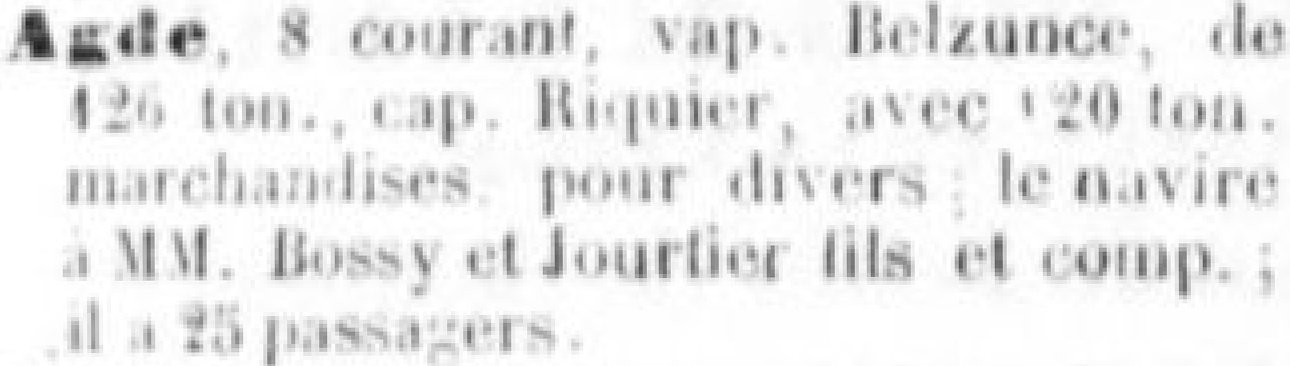 Agde, 8 courant, vap. Belzunce, de
126 ton., cap. Riquier, avec 120 ton.
marchandises. pour divers ; le navire
à MM. Bossy et Jourtier fils et comp. ;
il a 25 passagers.